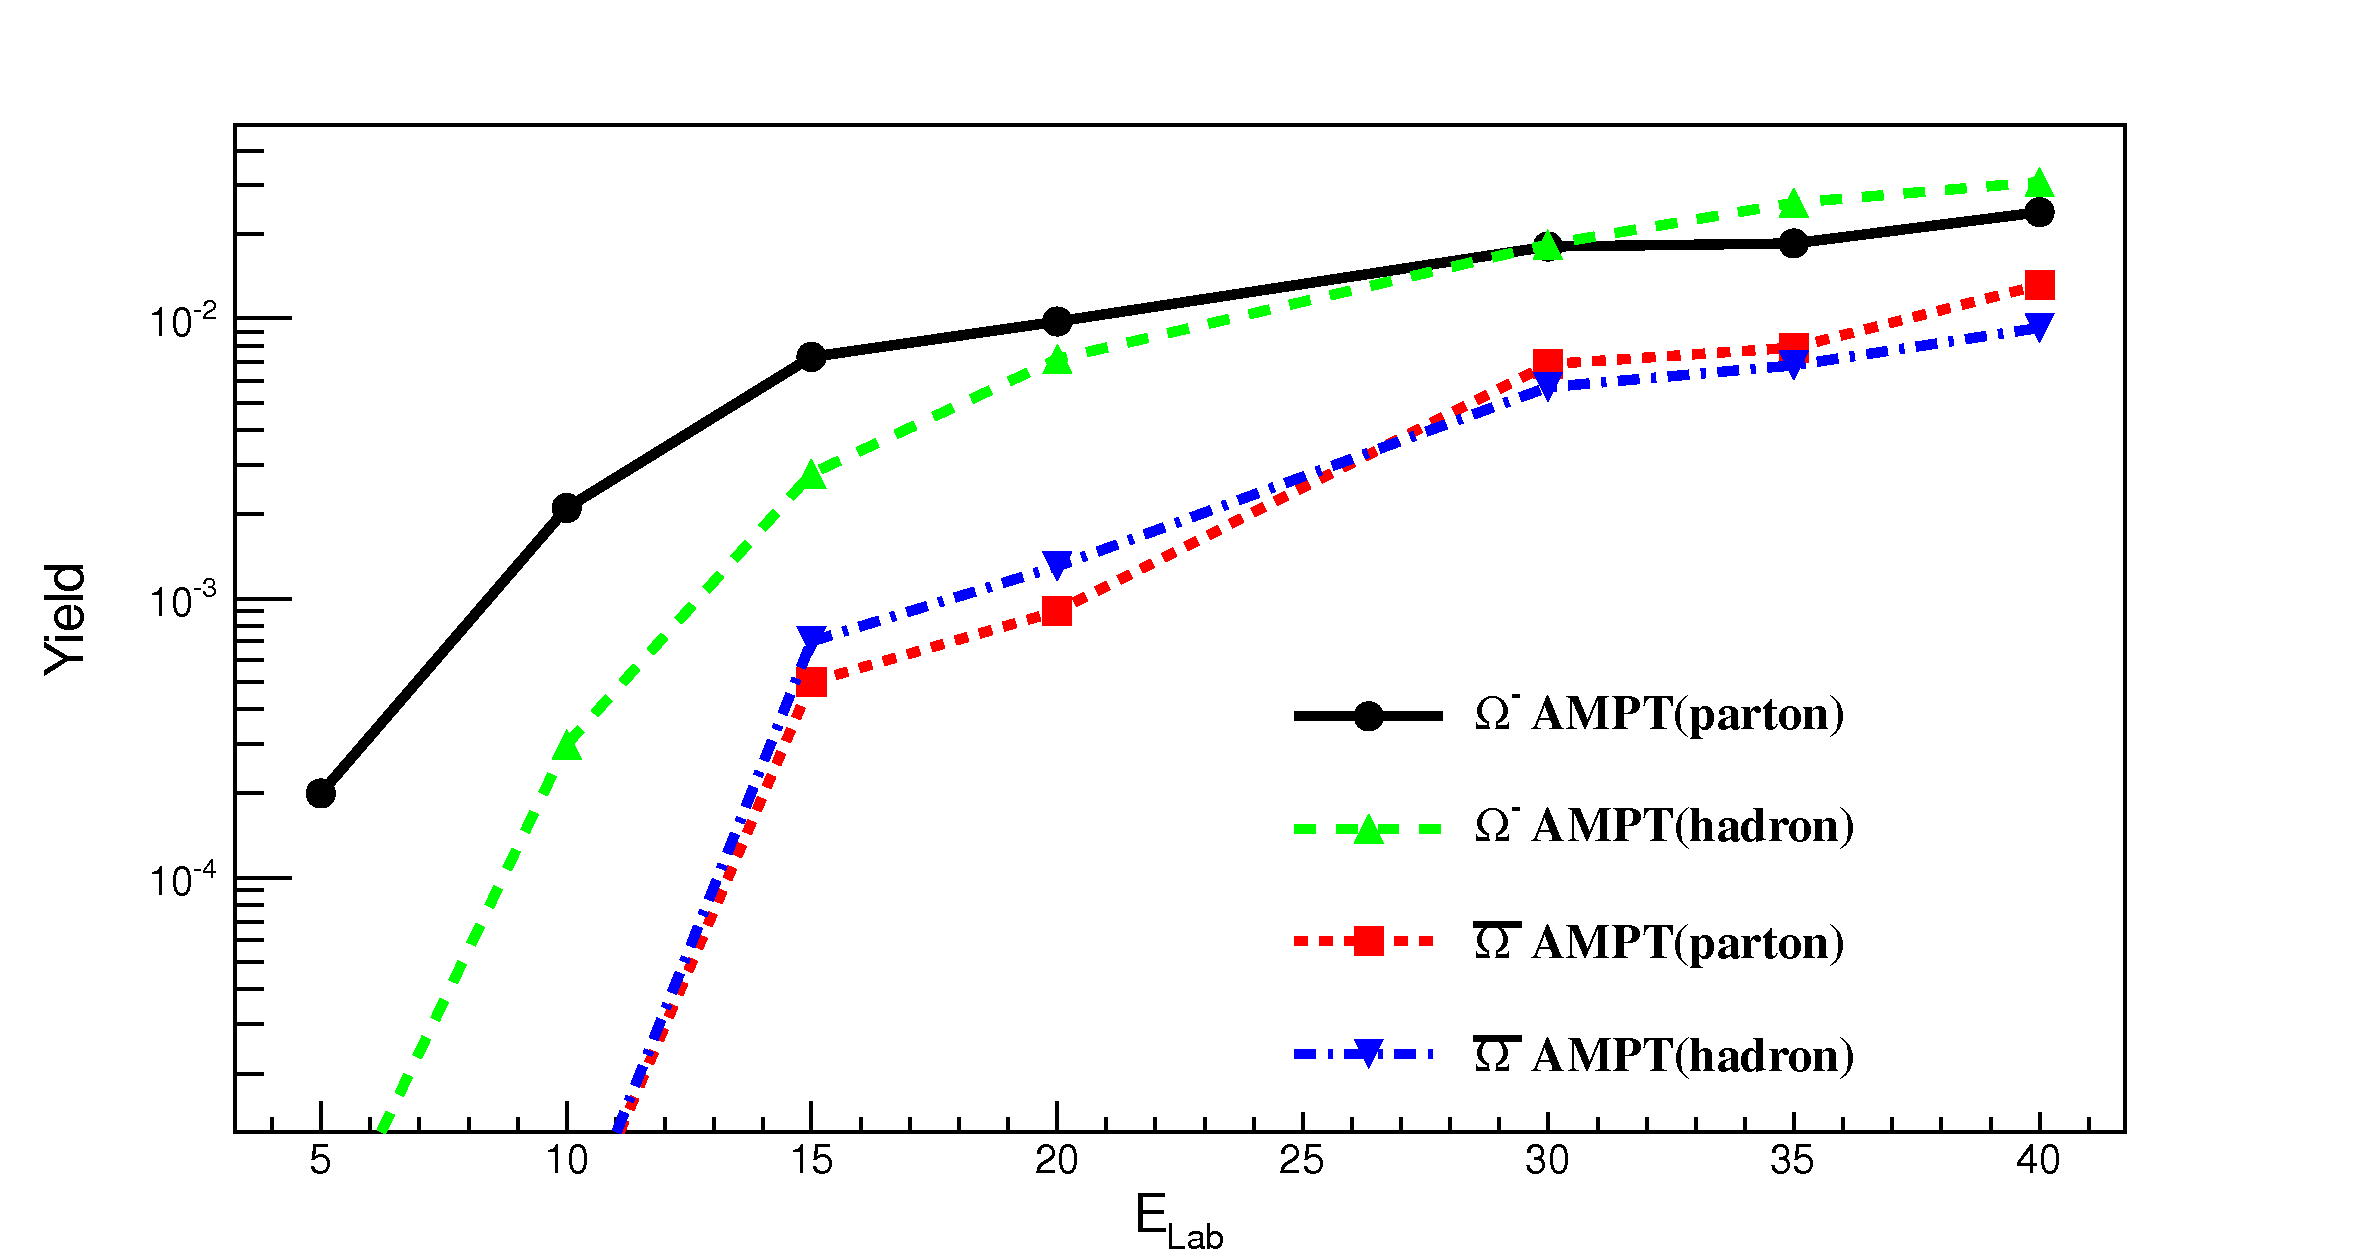 Yield
10⁻²
10⁻³
10⁻⁴
5 10 15 20 25 30 35 40
E_Lab
Ω⁻ AMPT(parton)
Ω⁻ AMPT(hadron)
Ω̅ AMPT(parton)
Ω̅ AMPT(hadron)